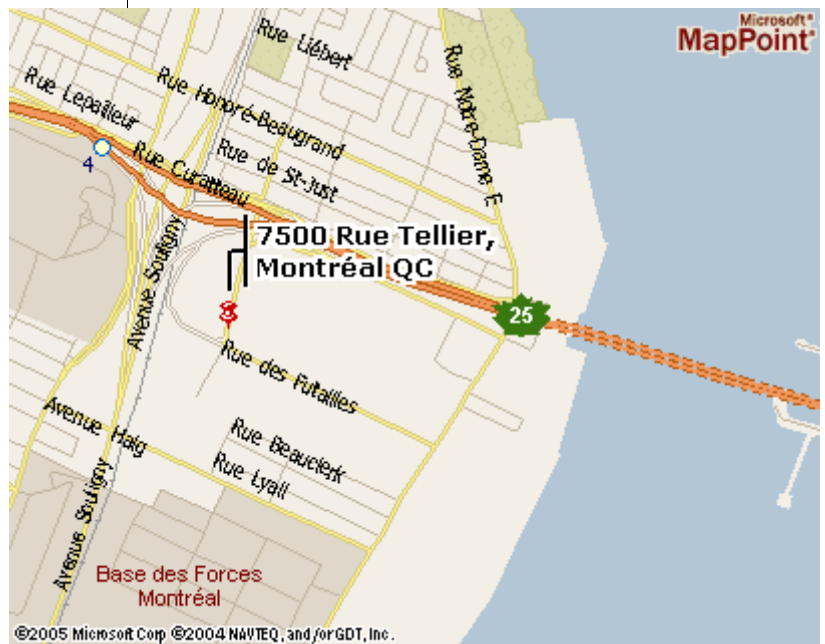 Microsoft®
MapPoint®
Rue Liébert
Rue Notre-Dame E
Rue Lepailleur
Rue Honoré-Beaugrand
Rue Curatteau
Rue de St-Just
4
Avenue Souligny
7500 Rue Tellier,
Montréal QC
25
Rue des Futailles
Avenue Haig
Rue Beauclerk
Rue Lyall
Avenue Souligny
Base des Forces
Montréal
©2005 Microsoft Corp ©2004 NAVTEQ, and/or GDT, Inc.